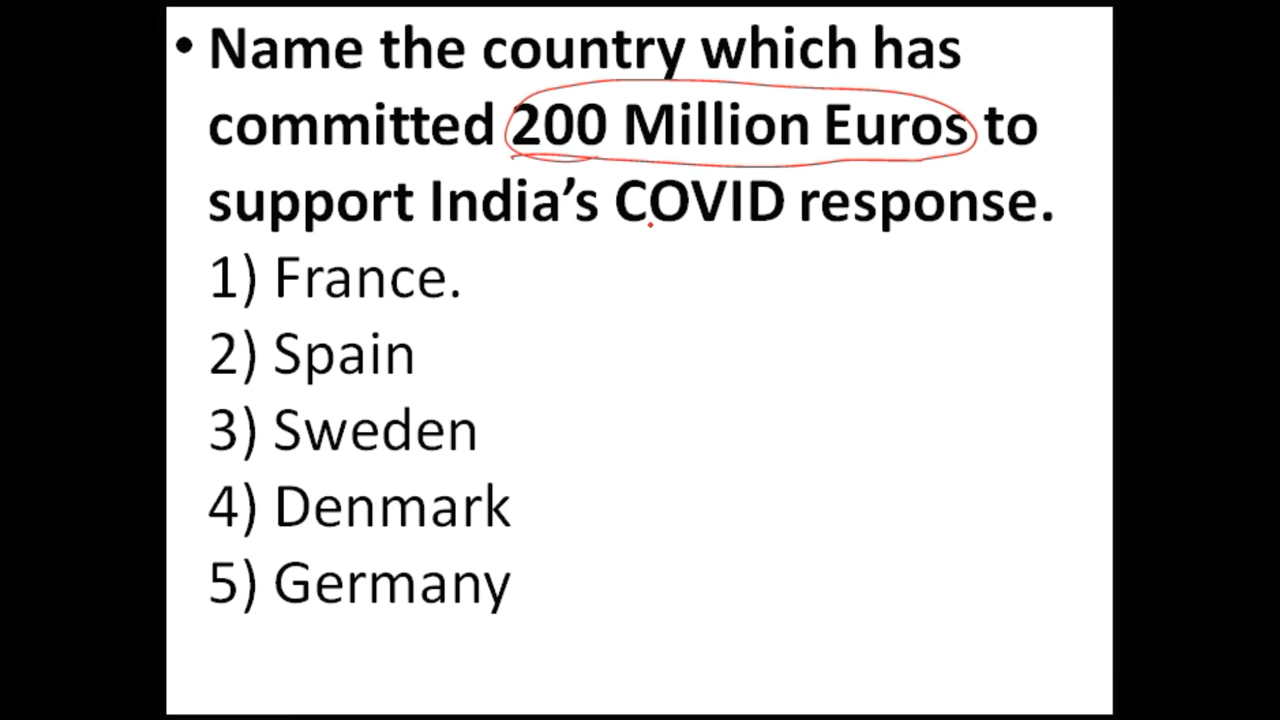 • Name the country which has
committed 200 Million Euros to
support India’s COVID response.
1) France.
2) Spain
3) Sweden
4) Denmark
5) Germany